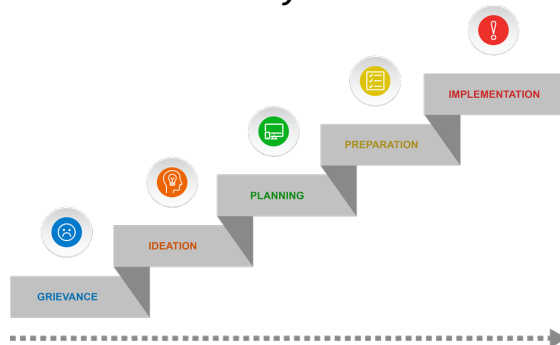 IMPLEMENTATION
PREPARATION
PLANNING
IDEATION
GRIEVANCE